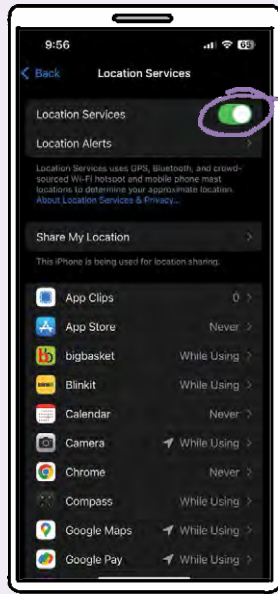 9:56
69
Back
Location Services
Location Services
Location Alerts
Location Services uses GPS, Bluetooth, and crowd-
sourced Wi-Fi hotspot and mobile phone mast
locations to determine your approximate location.
About Location Services & Privacy...
Share My Location
This iPhone is being used for location sharing.
App Clips 0
App Store Never
bb bigbasket While Using
blinkit Blinkit While Using
Calendar Never
Camera While Using
Chrome Never
Compass While Using
Google Maps While Using
Google Pay While Using